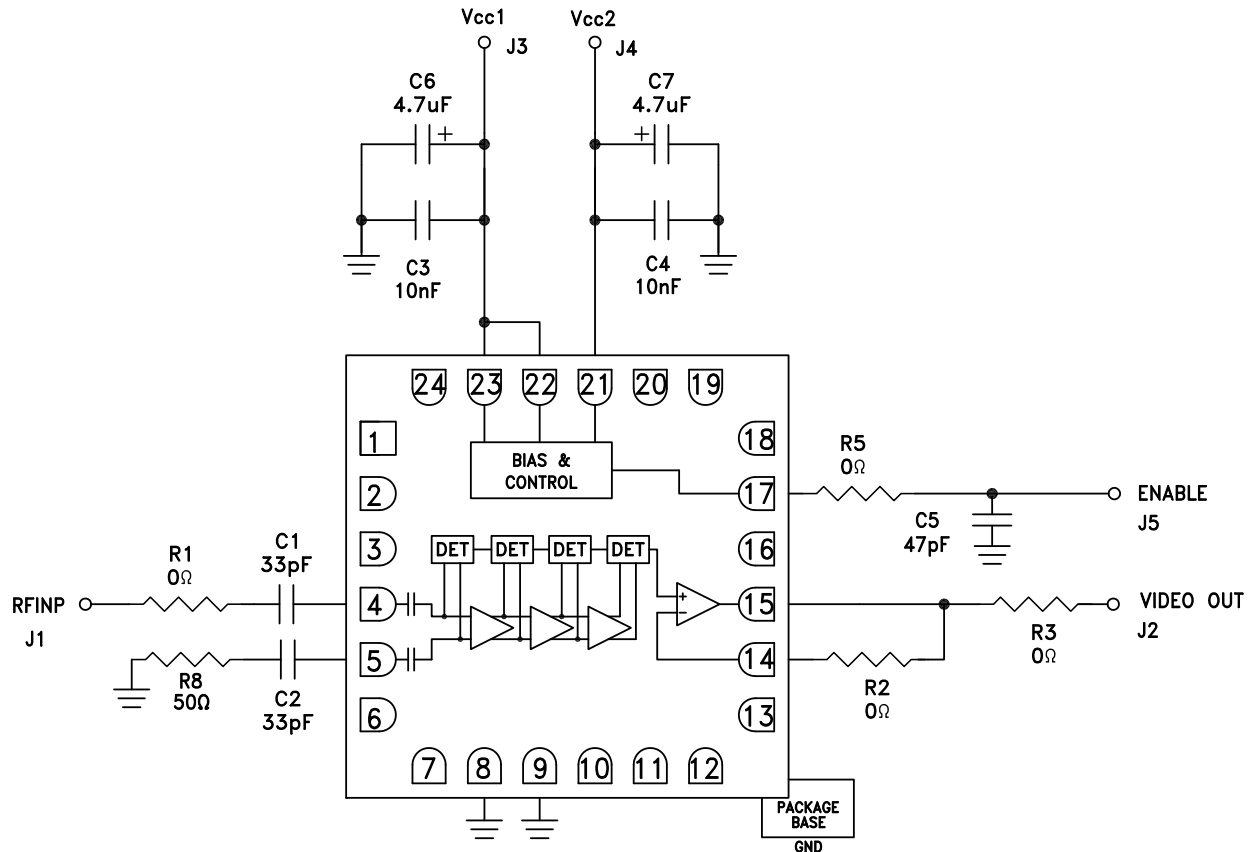 Vcc1
J3
Vcc2
J4
C6
4.7uF
+
C7
4.7uF
+
C3
10nF
C4
10nF
24
23
22
21
20
19
1
2
3
4
5
6
18
17
16
15
14
13
7
8
9
10
11
12
BIAS &
CONTROL
DET
DET
DET
DET
+
−
R1
0Ω
C1
33pF
RFINP
J1
R8
50Ω
C2
33pF
R5
0Ω
C5
47pF
ENABLE
J5
VIDEO OUT
J2
R3
0Ω
R2
0Ω
PACKAGE
BASE
GND